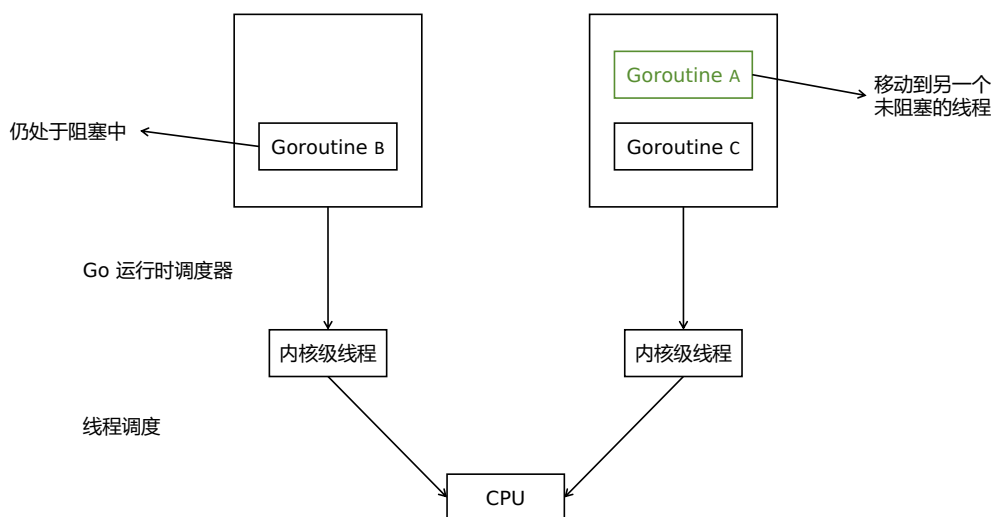 Goroutine A
移动到另一个
未阻塞的线程
仍处于阻塞中
Goroutine B
Goroutine C
Go 运行时调度器
内核级线程
内核级线程
线程调度
CPU